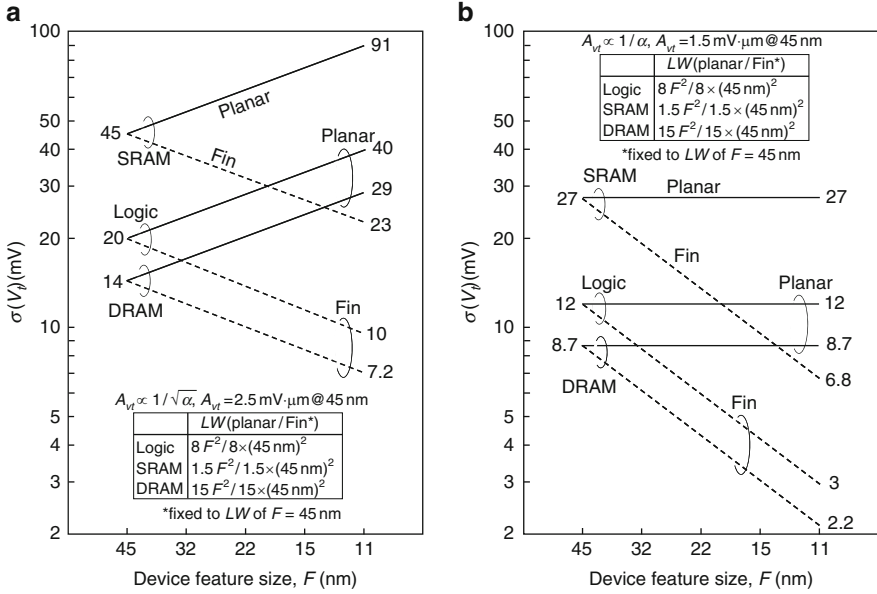 a
100
50
40
30
20
10
5
4
3
2
σ(Vt)(mV)
91
Planar
45
SRAM
Fin
Planar
40
29
23
Logic
20
14
DRAM
Fin
10
7.2
Avt ∝ 1/√α, Avt=2.5 mV·μm@45 nm
LW(planar/Fin*)
Logic 8 F²/8×(45 nm)²
SRAM 1.5 F²/1.5×(45 nm)²
DRAM 15 F²/15×(45 nm)²
*fixed to LW of F = 45 nm
45 32 22 15 11
Device feature size, F (nm)
b
100
50
40
30
20
10
5
4
3
2
σ(Vt)(mV)
Avt ∝ 1/α, Avt=1.5 mV·μm@45 nm
LW(planar/Fin*)
Logic 8 F²/8×(45 nm)²
SRAM 1.5 F²/1.5×(45 nm)²
DRAM 15 F²/15×(45 nm)²
*fixed to LW of F = 45 nm
SRAM
Planar
27
27
Fin
Logic
Planar
12
12
8.7
8.7
DRAM
6.8
Fin
3
2.2
45 32 22 15 11
Device feature size, F (nm)